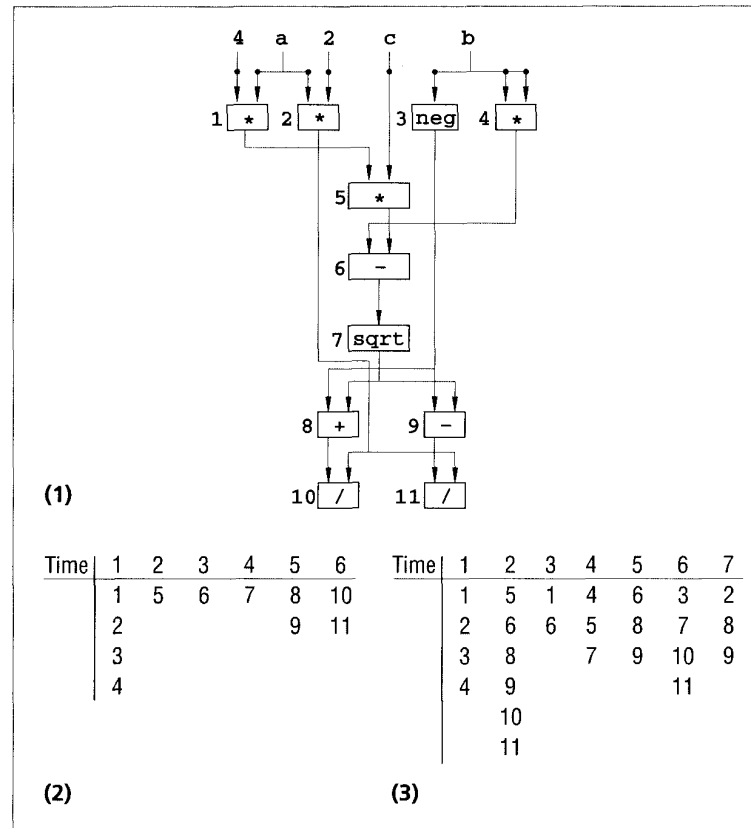 4 a 2 c b
1 * 2 * 3 neg 4 *
5 *
6 −
7 sqrt
8 + 9 −
10 / 11 /
(1)
Time 1 2 3 4 5 6
1 5 6 7 8 10
2 9 11
3
4
(2)
Time 1 2 3 4 5 6 7
1 5 1 4 6 3 2
2 6 6 5 8 7 8
3 8 7 9 10 9
4 9 11
10
11
(3)